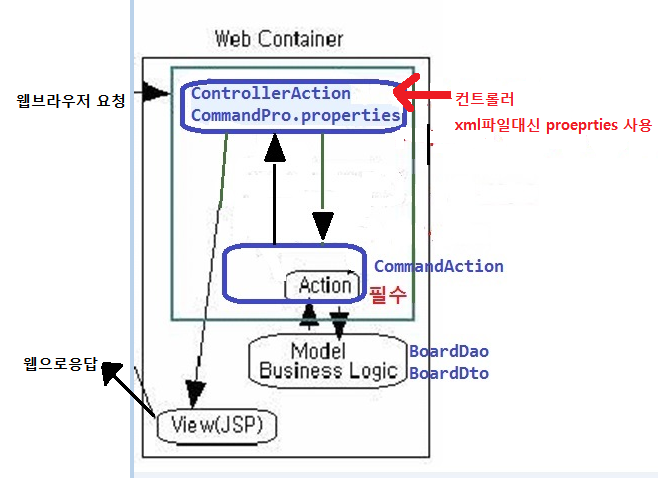 Web Container
웹브라우저 요청
ControllerAction
CommandPro.properties
컨트롤러
xml파일대신 proeprties 사용
CommandAction
Action
필수
Model
Business Logic
BoardDao
BoardDto
웹으로응답
View(JSP)